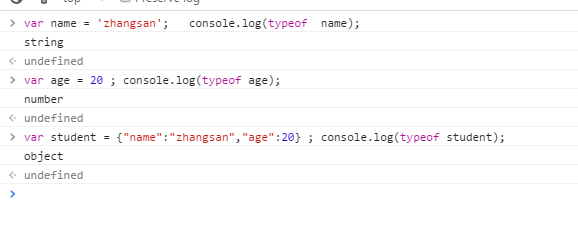 top Preserve log
> var name = 'zhangsan';   console.log(typeof  name);
string
undefined
> var age = 20 ; console.log(typeof age);
number
undefined
> var student = {"name":"zhangsan","age":20} ; console.log(typeof student);
object
undefined
>